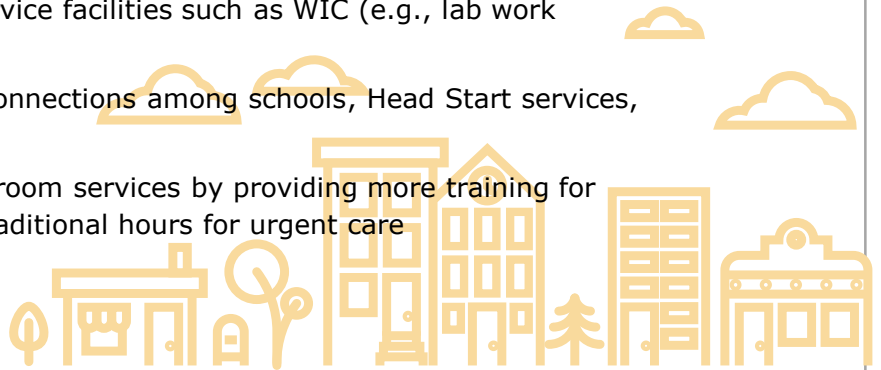 vice facilities such as WIC (e.g., lab work
onnections among schools, Head Start services,
room services by providing more training for
aditional hours for urgent care